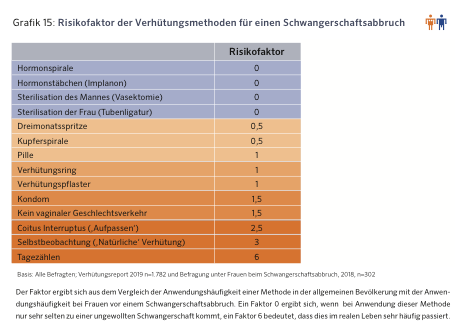 Grafik 15: Risikofaktor der Verhütungsmethoden für einen Schwangerschaftsabbruch
Risikofaktor
Hormonspirale 0
Hormonstäbchen (Implanon) 0
Sterilisation des Mannes (Vasektomie) 0
Sterilisation der Frau (Tubenligatur) 0
Dreimonatsspritze 0,5
Kupferspirale 0,5
Pille 1
Verhütungsring 1
Verhütungspflaster 1
Kondom 1,5
Kein vaginaler Geschlechtsverkehr 1,5
Coitus Interruptus (‚Aufpassen‘) 2,5
Selbstbeobachtung (‚Natürliche‘ Verhütung) 3
Tagezählen 6
Basis: Alle Befragten, Verhütungsreport 2019 n=1.782 und Befragung unter Frauen beim Schwangerschaftsabbruch, 2018, n=302
Der Faktor ergibt sich aus dem Vergleich der Anwendungshäufigkeit einer Methode in der allgemeinen Bevölkerung mit der Anwen-
dungshäufigkeit bei Frauen vor einem Schwangerschaftsabbruch. Ein Faktor 0 ergibt sich, wenn bei Anwendung dieser Methode
nur sehr selten zu einer ungewollten Schwangerschaft kommt, ein Faktor 6 bedeutet, dass dies im realen Leben sehr häufig passiert.